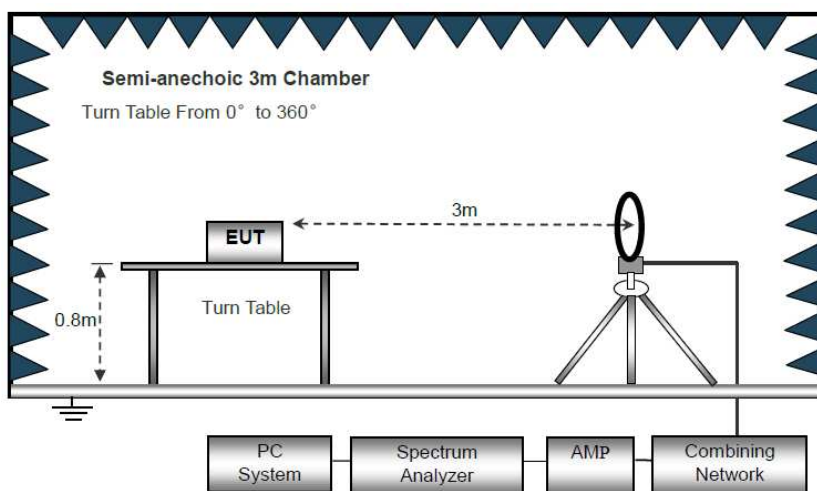 Semi-anechoic 3m Chamber
Turn Table From 0° to 360°
3m
EUT
Turn Table
0.8m
PC
System
Spectrum
Analyzer
AMP
Combining
Network